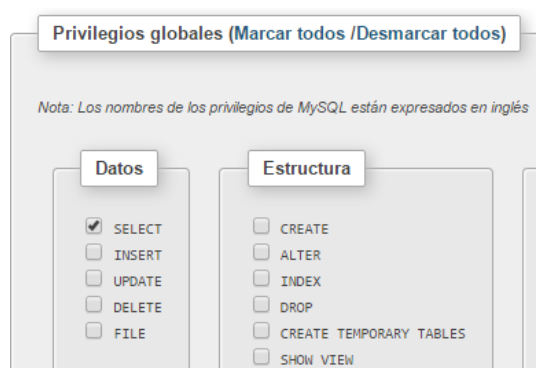 Privilegios globales (Marcar todos /Desmarcar todos)
Nota: Los nombres de los privilegios de MySQL están expresados en inglés
Datos
SELECT
INSERT
UPDATE
DELETE
FILE
Estructura
CREATE
ALTER
INDEX
DROP
CREATE TEMPORARY TABLES
SHOW VIEW